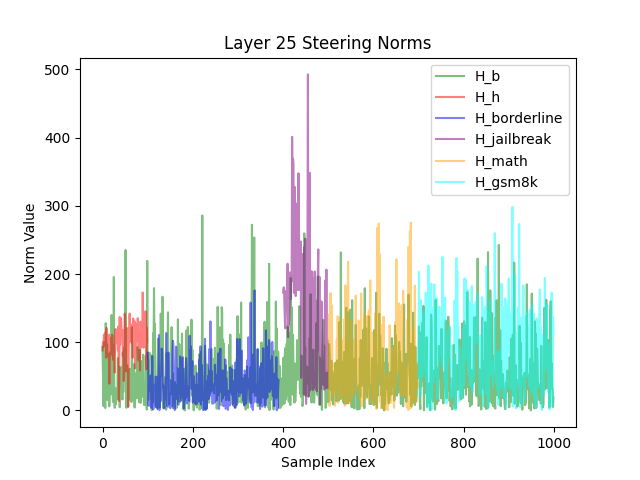 Layer 25 Steering Norms
500
400
300
200
100
0
Norm Value
H_b
H_h
H_borderline
H_jailbreak
H_math
H_gsm8k
0 200 400 600 800 1000
Sample Index